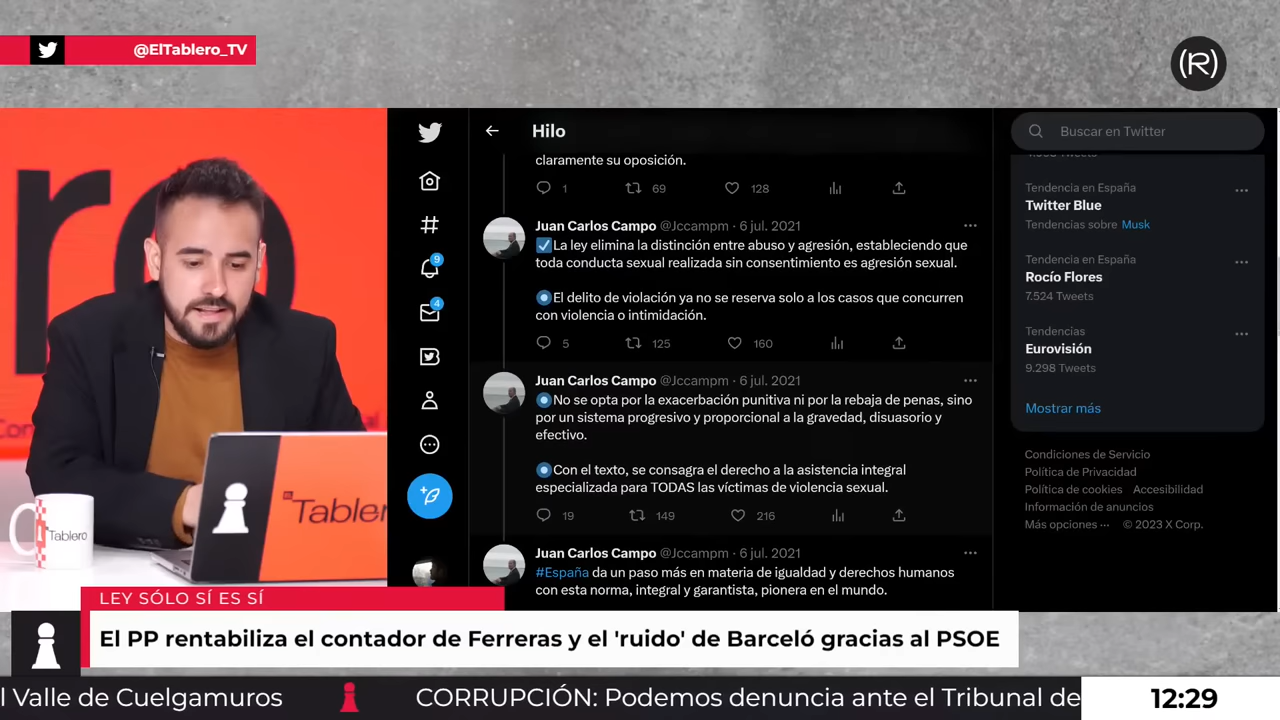 @ElTablero_TV
(R)
ro
Tablero
EL Tablero
Hilo
claramente su oposición.
1 69 128
Juan Carlos Campo @Jccampm · 6 jul. 2021
La ley elimina la distinción entre abuso y agresión, estableciendo que
toda conducta sexual realizada sin consentimiento es agresión sexual.
El delito de violación ya no se reserva solo a los casos que concurren
con violencia o intimidación.
5 125 160
Juan Carlos Campo @Jccampm · 6 jul. 2021
No se opta por la exacerbación punitiva ni por la rebaja de penas, sino
por un sistema progresivo y proporcional a la gravedad, disuasorio y
efectivo.
Con el texto, se consagra el derecho a la asistencia integral
especializada para TODAS las víctimas de violencia sexual.
19 149 216
Juan Carlos Campo @Jccampm · 6 jul. 2021
#España da un paso más en materia de igualdad y derechos humanos
con esta norma, integral y garantista, pionera en el mundo.
9
4
Buscar en Twitter
Tendencia en España
Twitter Blue
Tendencias sobre Musk
Tendencia en España
Rocío Flores
7.524 Tweets
Tendencias
Eurovisión
9.298 Tweets
Mostrar más
Condiciones de Servicio
Política de Privacidad
Política de cookies Accesibilidad
Información de anuncios
Más opciones ··· © 2023 X Corp.
LEY SÓLO SÍ ES SÍ
El PP rentabiliza el contador de Ferreras y el 'ruido' de Barceló gracias al PSOE
l Valle de Cuelgamuros CORRUPCIÓN: Podemos denuncia ante el Tribunal de
12:29